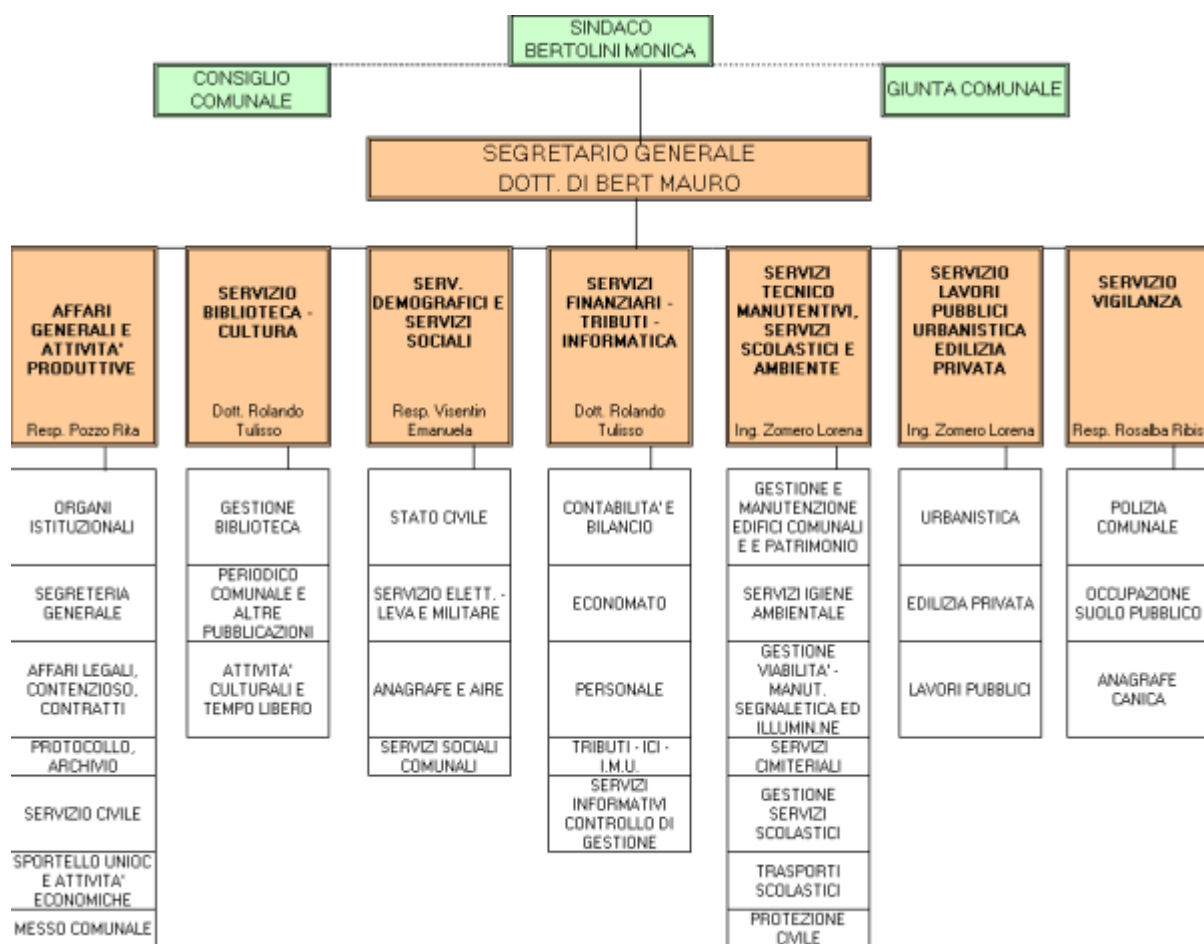 SINDACO
BERTOLINI MONICA
CONSIGLIO
COMUNALE
GIUNTA COMUNALE
SEGRETARIO GENERALE
DOTT. DI BERT MAURO
AFFARI
GENERALI E
ATTIVITA'
PRODUTTIVE
Resp. Pozzo Rita
SERVIZIO
BIBLIOTECA -
CULTURA
Dott. Rolando
Tulisso
SERV.
DEMOGRAFICI E
SERVIZI
SOCIALI
Resp. Visentin
Emanuela
SERVIZI
FINANZIARI -
TRIBUTI -
INFORMATICA
Dott. Rolando
Tulisso
SERVIZI
TECNICO
MANUTENTIVI,
SERVIZI
SCOLASTICI E
AMBIENTE
Ing. Zomero Lorena
SERVIZIO
LAVORI
PUBBLICI
URBANISTICA
EDILIZIA
PRIVATA
Ing. Zomero Lorena
SERVIZIO
VIGILANZA
Resp. Rosalba Ribis
ORGANI
ISTITUZIONALI
SEGRETERIA
GENERALE
AFFARI LEGALI,
CONTENZIOSO,
CONTRATTI
PROTOCOLLO,
ARCHIVIO
SERVIZIO CIVILE
SPORTELLO UNIOC
E ATTIVITA'
ECONOMICHE
MESSO COMUNALE
GESTIONE
BIBLIOTECA
PERIODICO
COMUNALE E
ALTRE
PUBBLICAZIONI
ATTIVITA'
CULTURALI E
TEMPO LIBERO
STATO CIVILE
SERVIZIO ELETT. -
LEVA E MILITARE
ANAGRAFE E AIRE
SERVIZI SOCIALI
COMUNALI
CONTABILITA' E
BILANCIO
ECONOMATO
PERSONALE
TRIBUTI - ICI -
I.M.U.
SERVIZI
INFORMATIVI
CONTROLLO DI
GESTIONE
GESTIONE E
MANUTENZIONE
EDIFICI COMUNALI
E E PATRIMONIO
SERVIZI IGIENE
AMBIENTALE
GESTIONE
VIABILITA' -
MANUT.
SEGNALETICA ED
ILLUMIN.NE
SERVIZI
CIMITERIALI
GESTIONE
SERVIZI
SCOLASTICI
TRASPORTI
SCOLASTICI
PROTEZIONE
CIVILE
URBANISTICA
EDILIZIA PRIVATA
LAVORI PUBBLICI
POLIZIA
COMUNALE
OCCUPAZIONE
SUOLO PUBBLICO
ANAGRAFE
CANICA